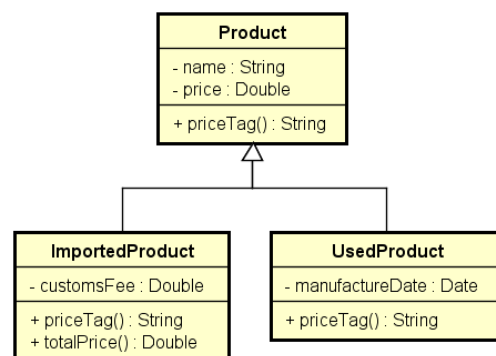 Product
- name : String
- price : Double
+ priceTag() : String
ImportedProduct
- customsFee : Double
+ priceTag() : String
+ totalPrice() : Double
UsedProduct
- manufactureDate : Date
+ priceTag() : String